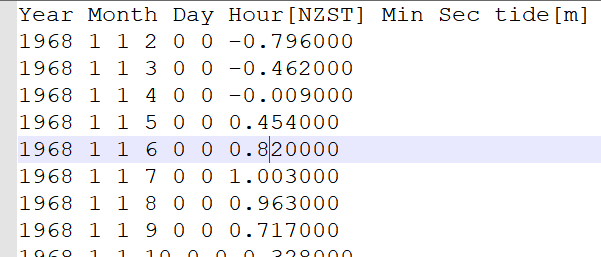 Year Month Day Hour[NZST] Min Sec tide[m]
1968 1 1 2 0 0 -0.796000
1968 1 1 3 0 0 -0.462000
1968 1 1 4 0 0 -0.009000
1968 1 1 5 0 0 0.454000
1968 1 1 6 0 0 0.820000
1968 1 1 7 0 0 1.003000
1968 1 1 8 0 0 0.963000
1968 1 1 9 0 0 0.717000
1968 1 1 10 0 0 0.328000